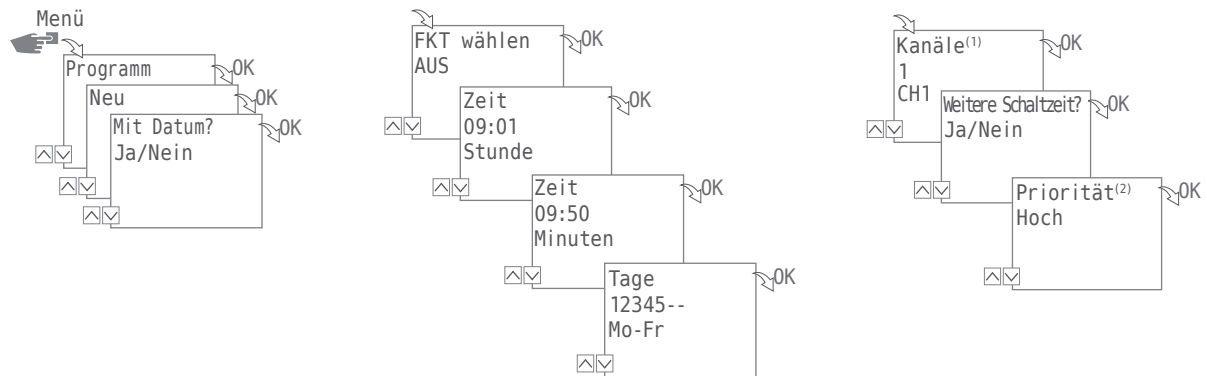 Menü
Programm
OK
Neu
OK
Mit Datum?
OK
Ja/Nein
FKT wählen
OK
AUS
Zeit
OK
09:01
Stunde
Zeit
OK
09:50
Minuten
Tage
OK
12345--
Mo-Fr
Kanäle(1)
OK
1
CH1
Weitere Schaltzeit?
OK
Ja/Nein
Priorität(2)
OK
Hoch